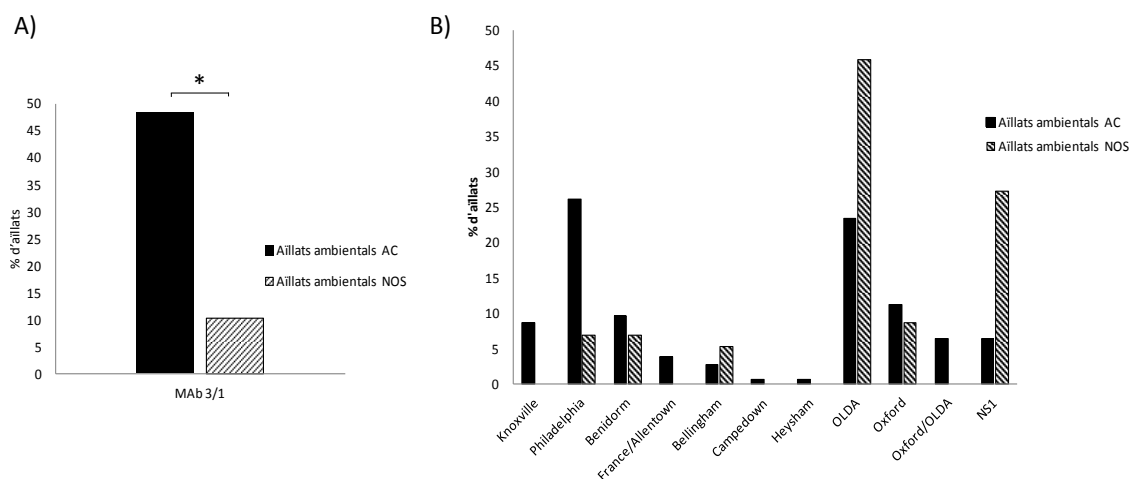 A)
*
50
45
40
35
30
25
20
15
10
5
0
% d'aïllats
MAb 3/1
Aïllats ambientals AC
Aïllats ambientals NOS
B)
50
45
40
35
30
25
20
15
10
5
0
% d'aïllats
Knoxville
Philadelphia
Benidorm
France/Allentown
Bellingham
Campedown
Heysham
OLDA
Oxford
Oxford/OLDA
NS1
Aïllats ambientals AC
Aïllats ambientals NOS